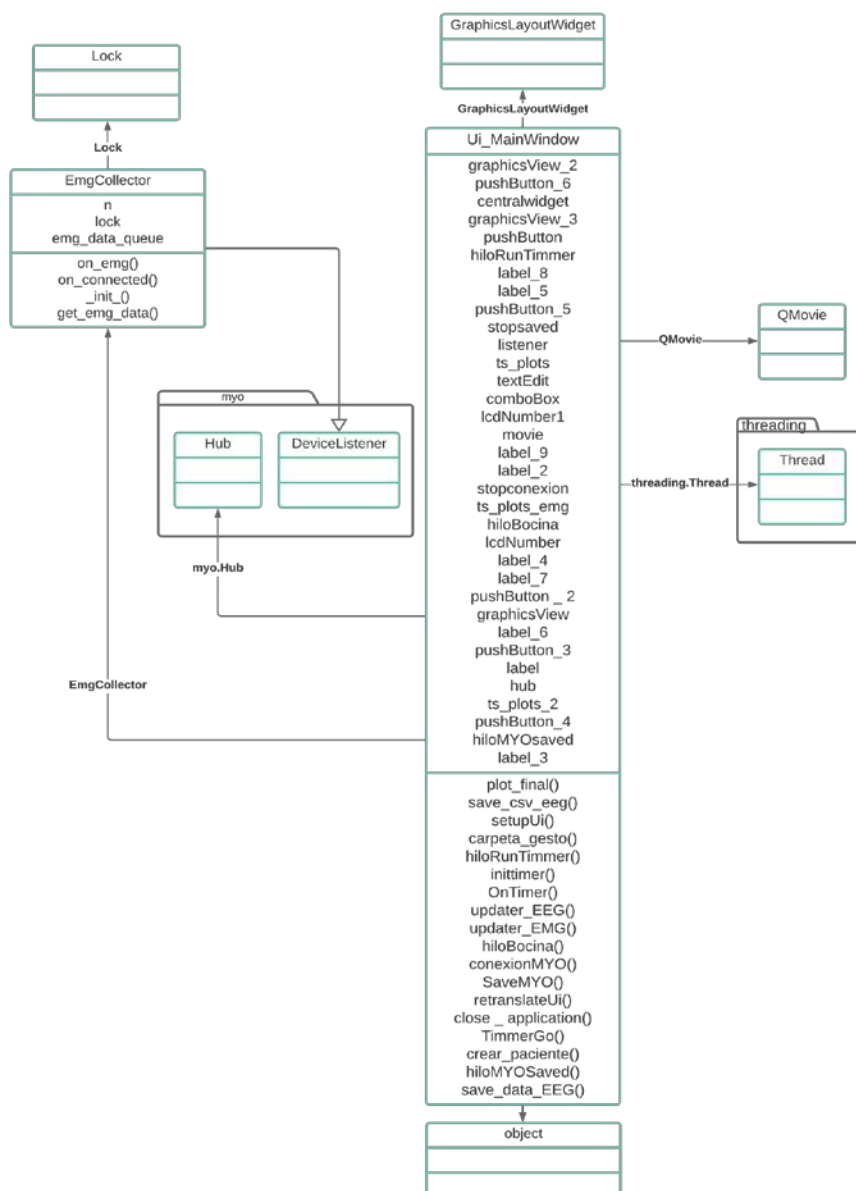 GraphicsLayoutWidget
Lock
GraphicsLayoutWidget
Lock
EmgCollector
n
lock
emg_data_queue
on_emg()
on_connected()
_init_()
get_emg_data()
myo
Hub
DeviceListener
myo.Hub
EmgCollector
Ui_MainWindow
graphicsView_2
pushButton_6
centralwidget
graphicsView_3
pushButton
hiloRunTimmer
label_8
label_5
pushButton_5
stopsaved
listener
ts_plots
textEdit
comboBox
lcdNumber1
movie
label_9
label_2
stopconexion
ts_plots_emg
hiloBocina
lcdNumber
label_4
label_7
pushButton _ 2
graphicsView
label_6
pushButton_3
label
hub
ts_plots_2
pushButton_4
hiloMYOsaved
label_3
plot_final()
save_csv_eeg()
setupUi()
carpeta_gesto()
hiloRunTimmer()
inittimer()
OnTimer()
updater_EEG()
updater_EMG()
hiloBocina()
conexionMYO()
SaveMYO()
retranslateUi()
close _ application()
TimmerGo()
crear_paciente()
hiloMYOSaved()
save_data_EEG()
QMovie
QMovie
threading
threading.Thread
Thread
object